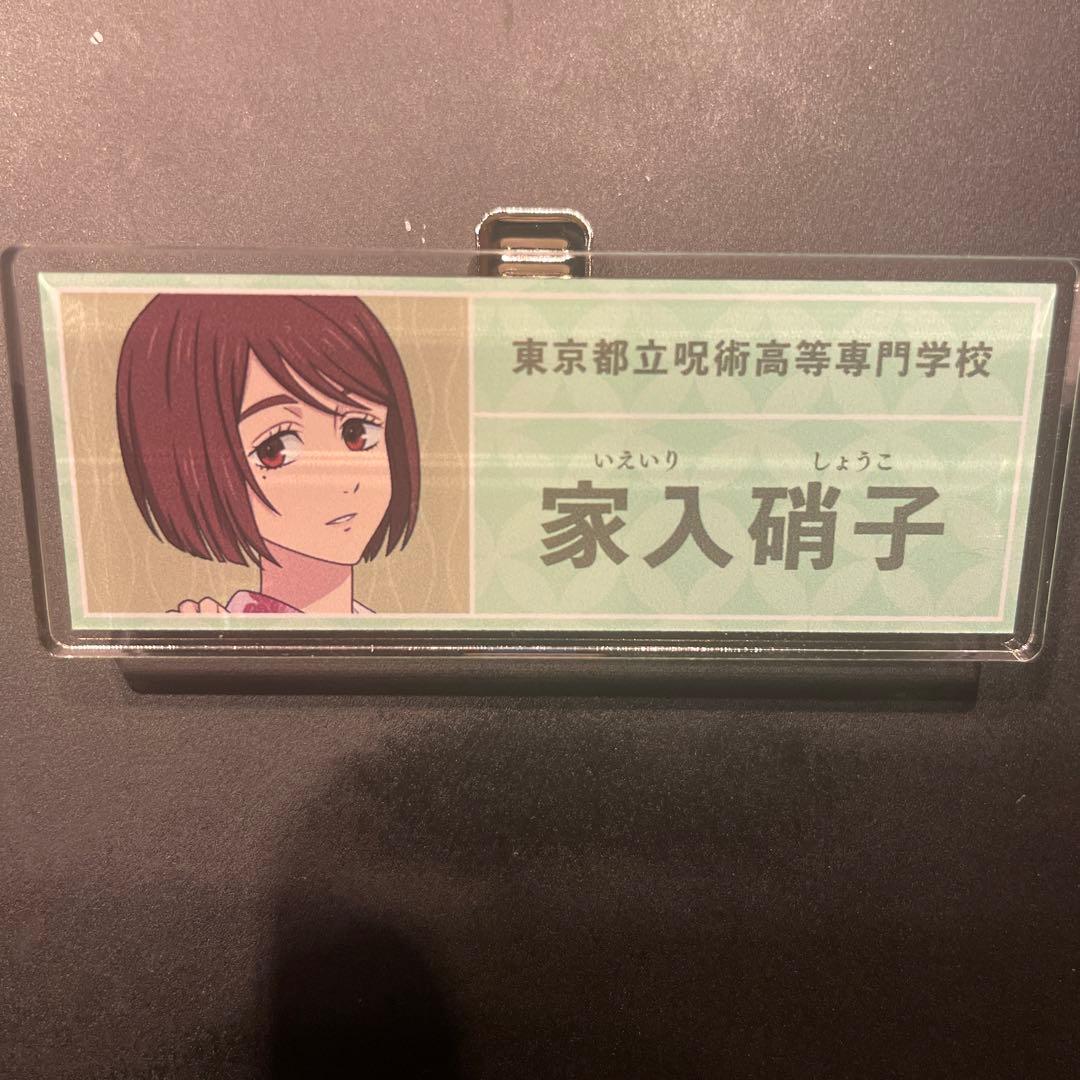 東京都立呪術高等専門学校
いえいり しょうこ
家入硝子